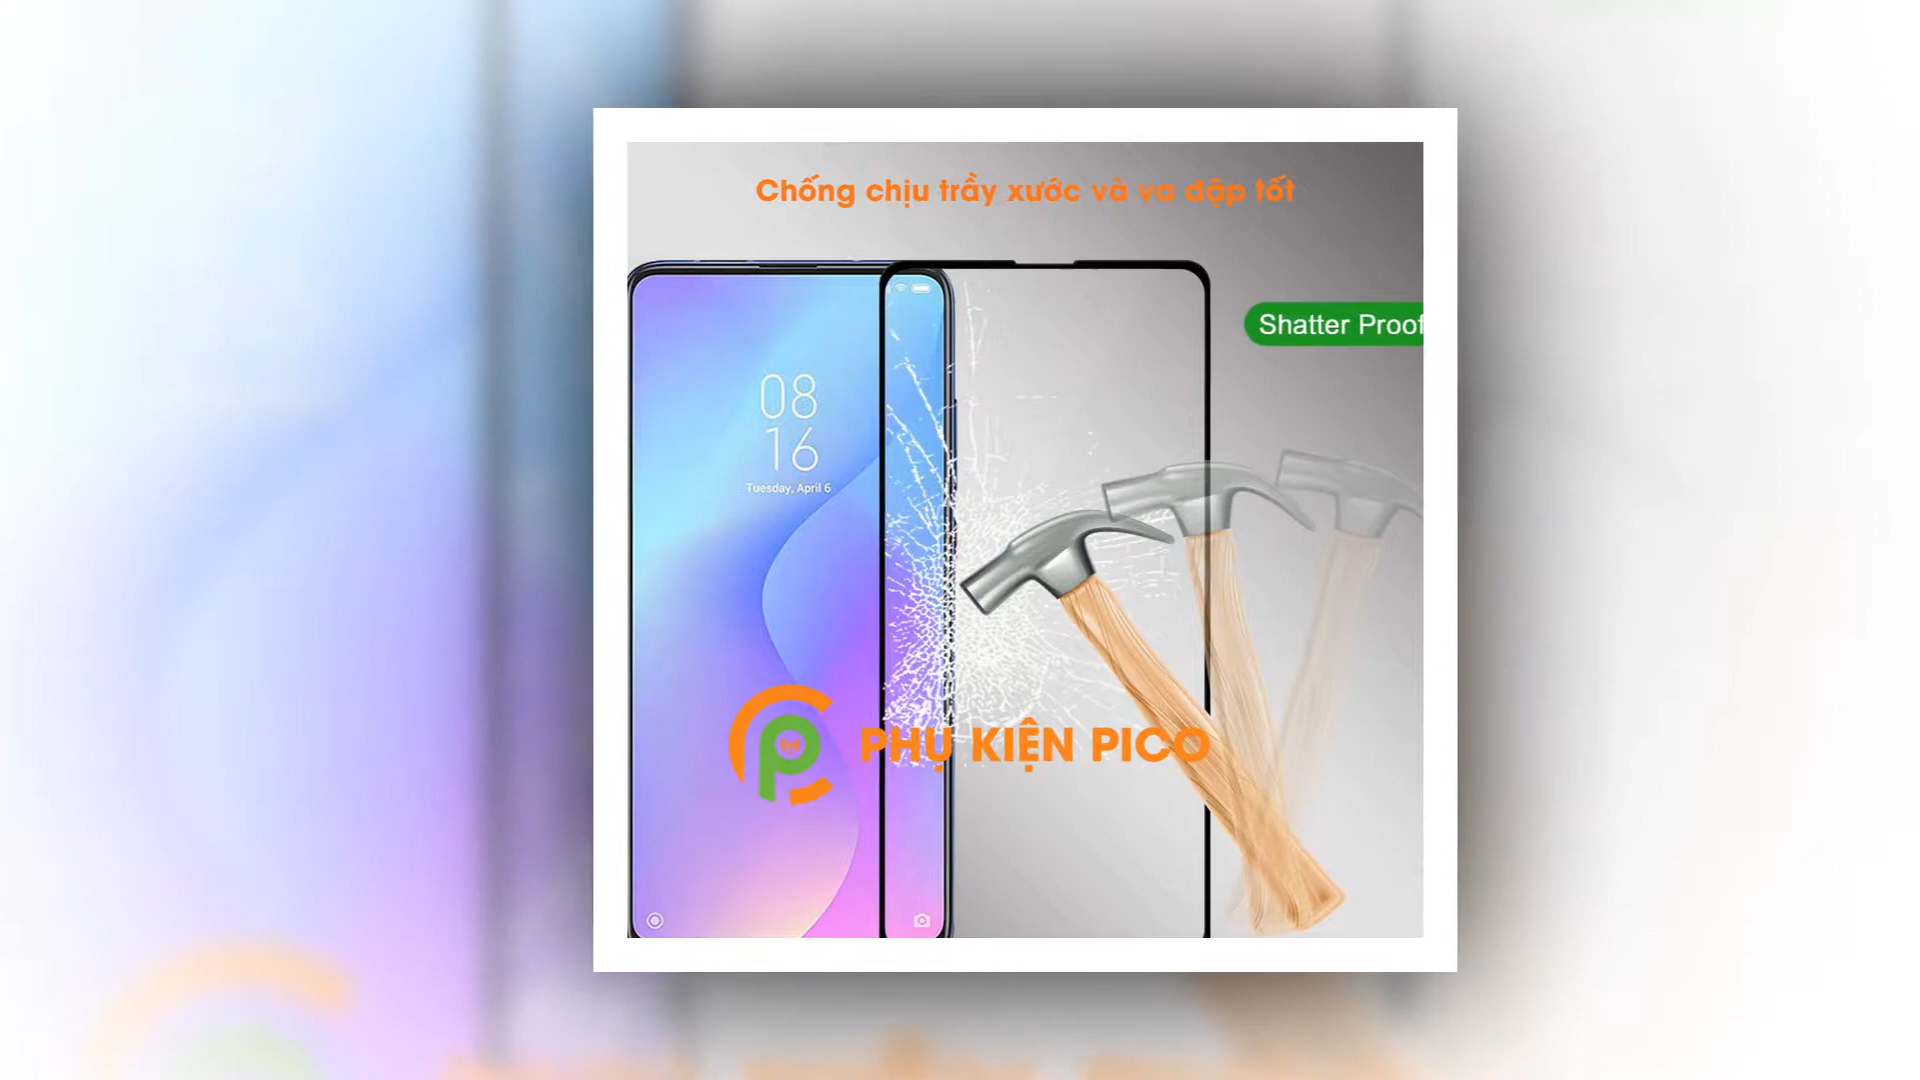 Chống chịu trầy xước và va đập tốt
Shatter Proof
08
16
Tuesday, April 6
PHỤ KIỆN PICO